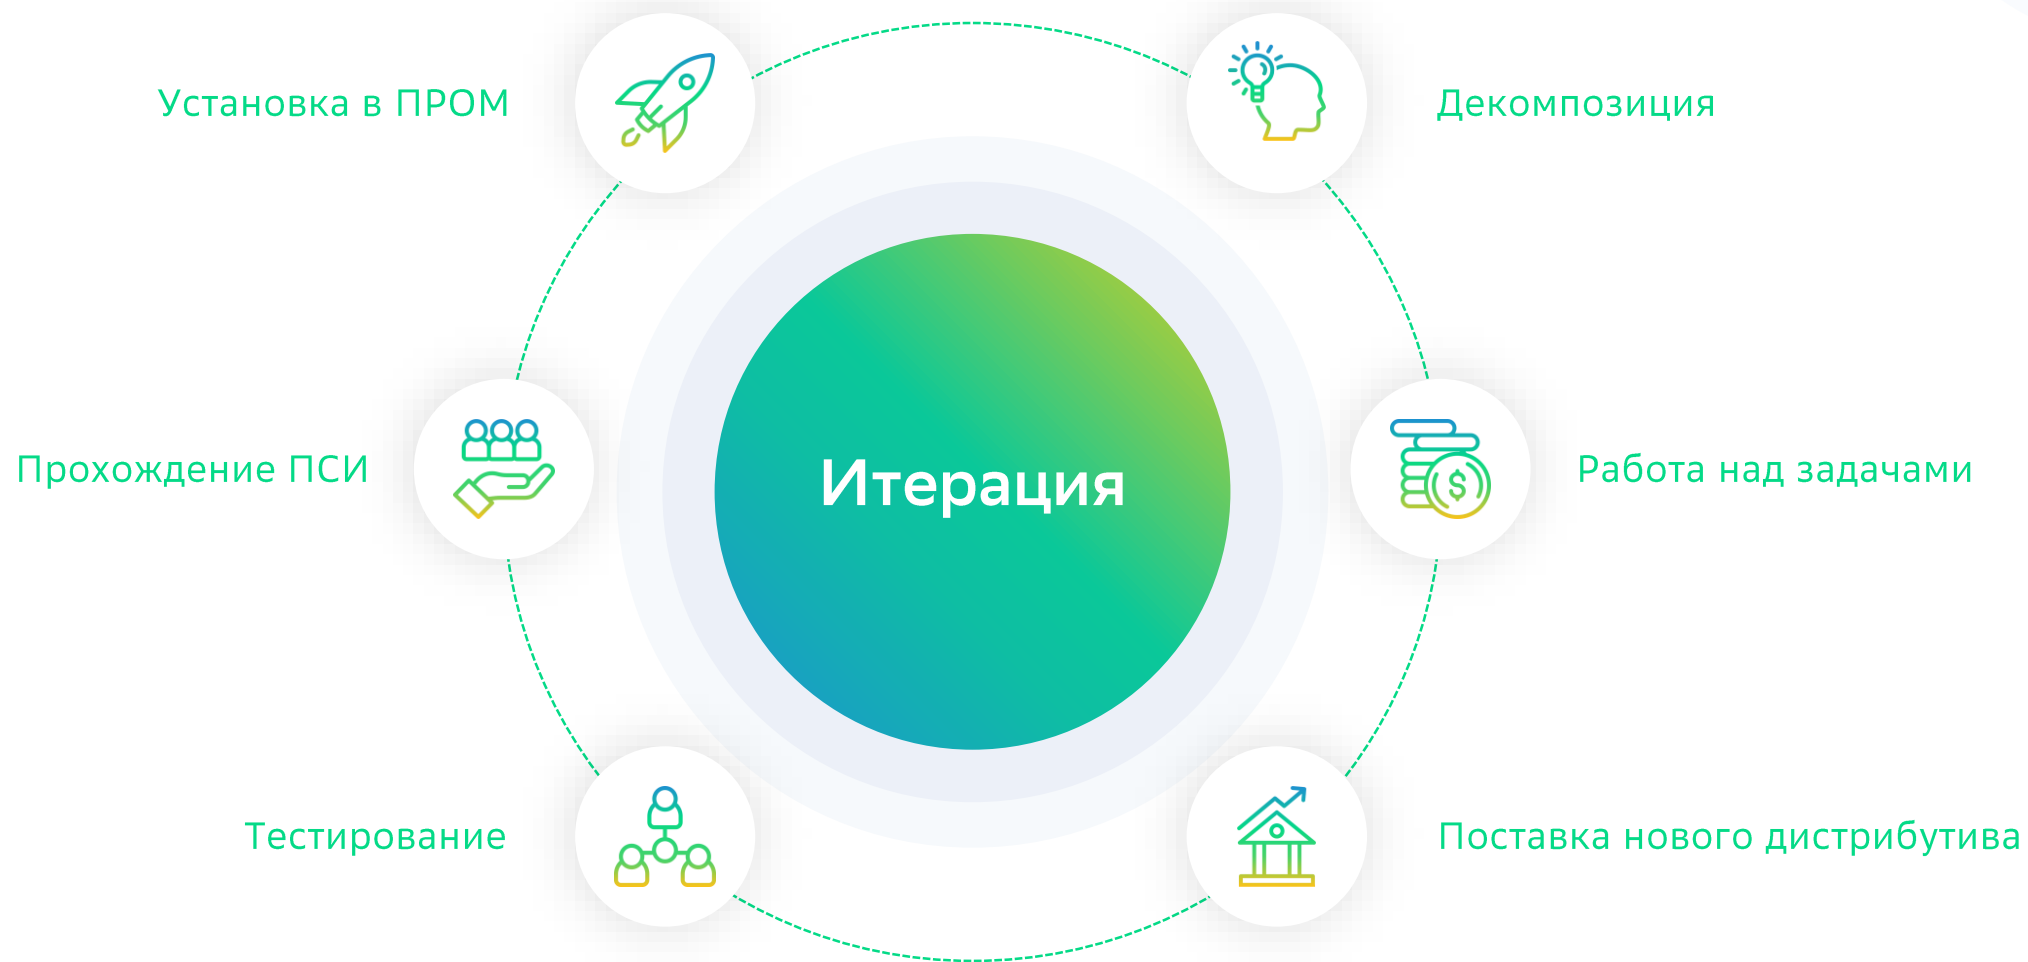 Установка в ПРОМ
Декомпозиция
Прохождение ПСИ
Итерация
Работа над задачами
Тестирование
Поставка нового дистрибутива